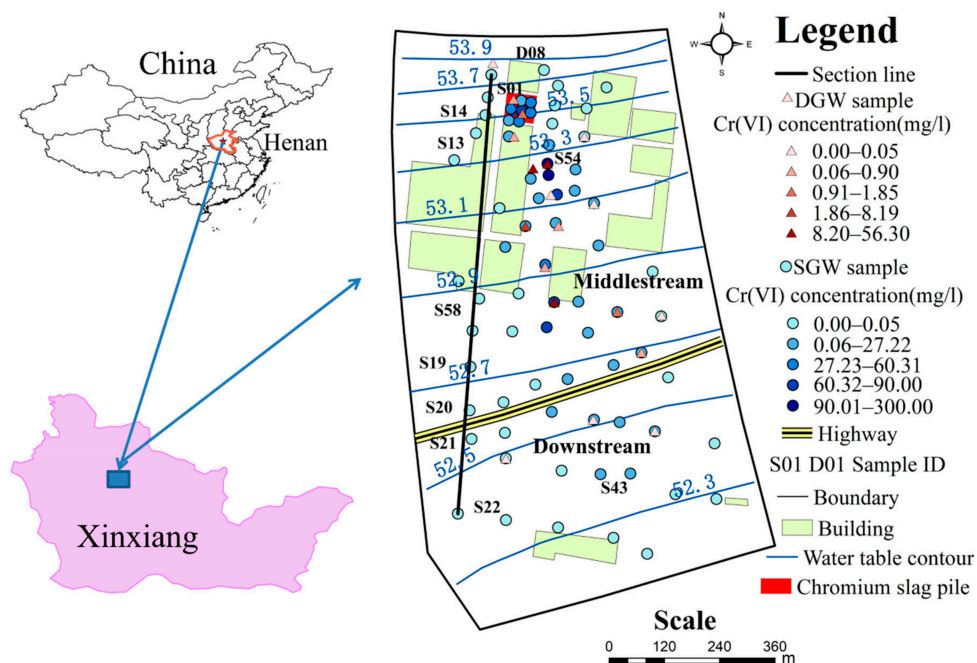 China
Henan
Xinxiang
N
W
E
S
53.9
D08
53.7
S01
S14
53.5
S13
53.3
S54
53.1
52.9
Middlestream
S58
S19
52.7
S20
S21
Downstream
52.5
S43
52.3
S22
Legend
Section line
DGW sample
Cr(VI) concentration(mg/l)
0.00–0.05
0.06–0.90
0.91–1.85
1.86–8.19
8.20–56.30
SGW sample
Cr(VI) concentration(mg/l)
0.00–0.05
0.06–27.22
27.23–60.31
60.32–90.00
90.01–300.00
Highway
S01 D01 Sample ID
Boundary
Building
Water table contour
Chromium slag pile
Scale
0 60 120 240 360
m